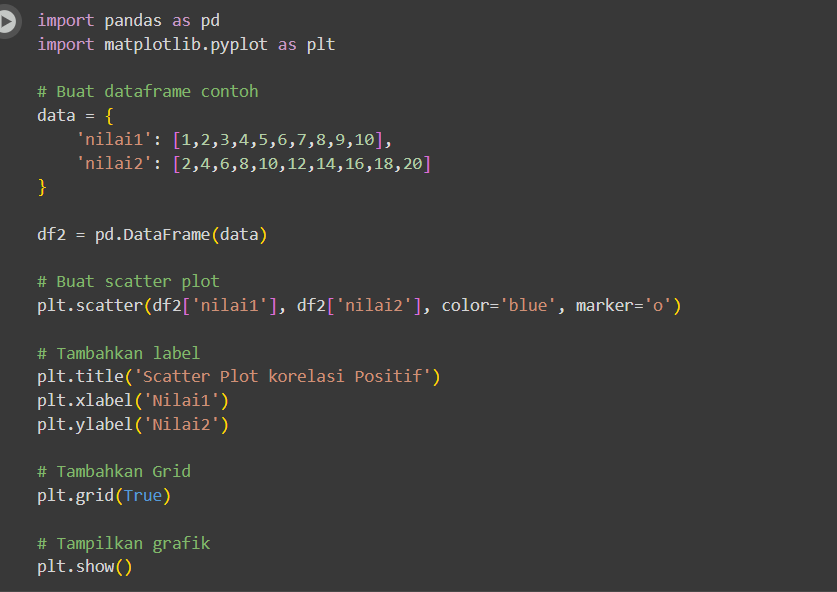 import pandas as pd
import matplotlib.pyplot as plt

# Buat dataframe contoh
data = {
    'nilai1': [1,2,3,4,5,6,7,8,9,10],
    'nilai2': [2,4,6,8,10,12,14,16,18,20]
}

df2 = pd.DataFrame(data)

# Buat scatter plot
plt.scatter(df2['nilai1'], df2['nilai2'], color='blue', marker='o')

# Tambahkan label
plt.title('Scatter Plot korelasi Positif')
plt.xlabel('Nilai1')
plt.ylabel('Nilai2')

# Tambahkan Grid
plt.grid(True)

# Tampilkan grafik
plt.show()